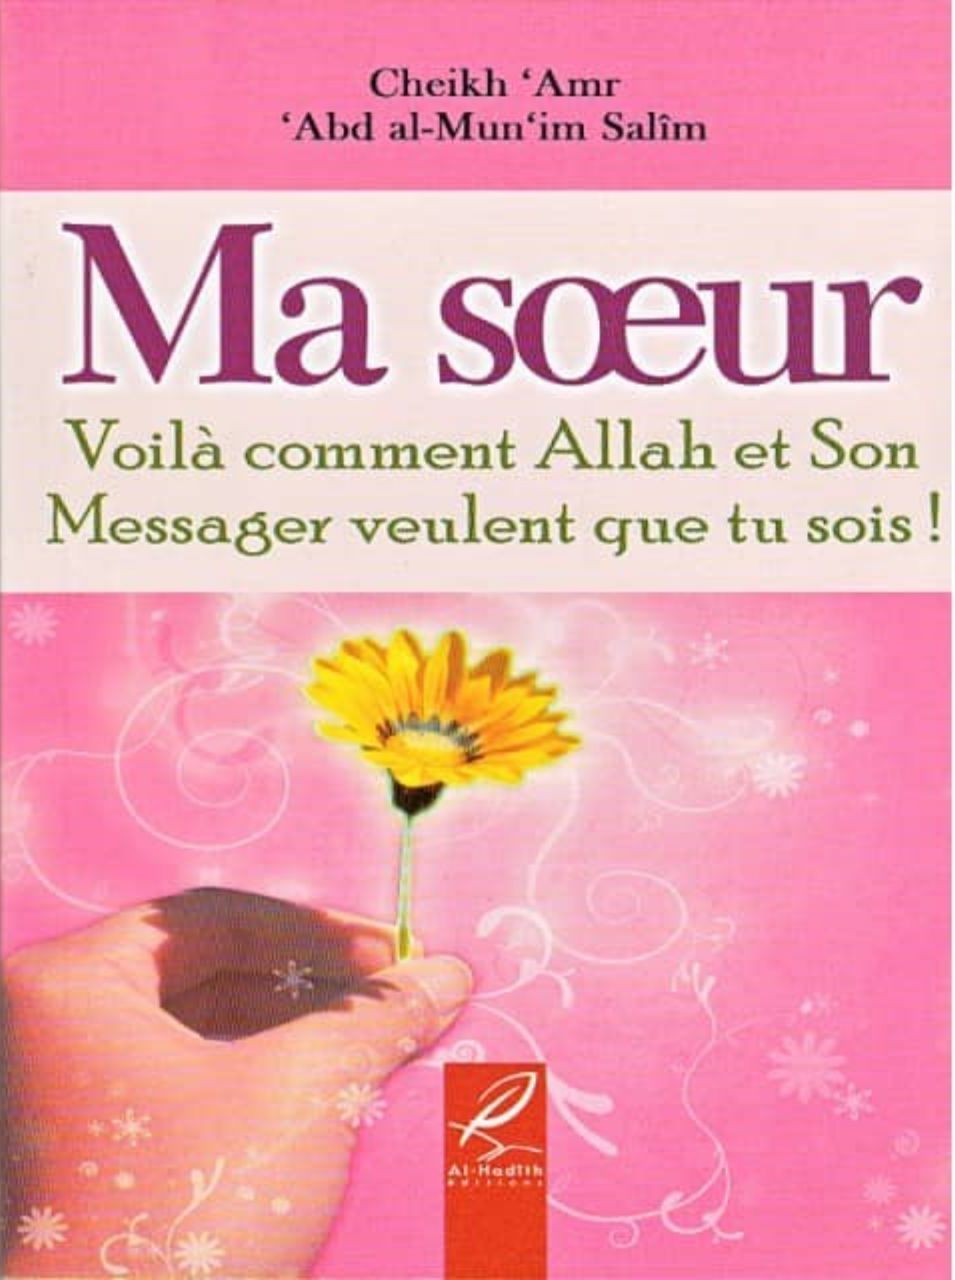 Cheikh ‘Amr
‘Abd al-Mun‘im Salîm
Ma sœur
Voilà comment Allah et Son
Messager veulent que tu sois !
Al-Hadîth
éditions